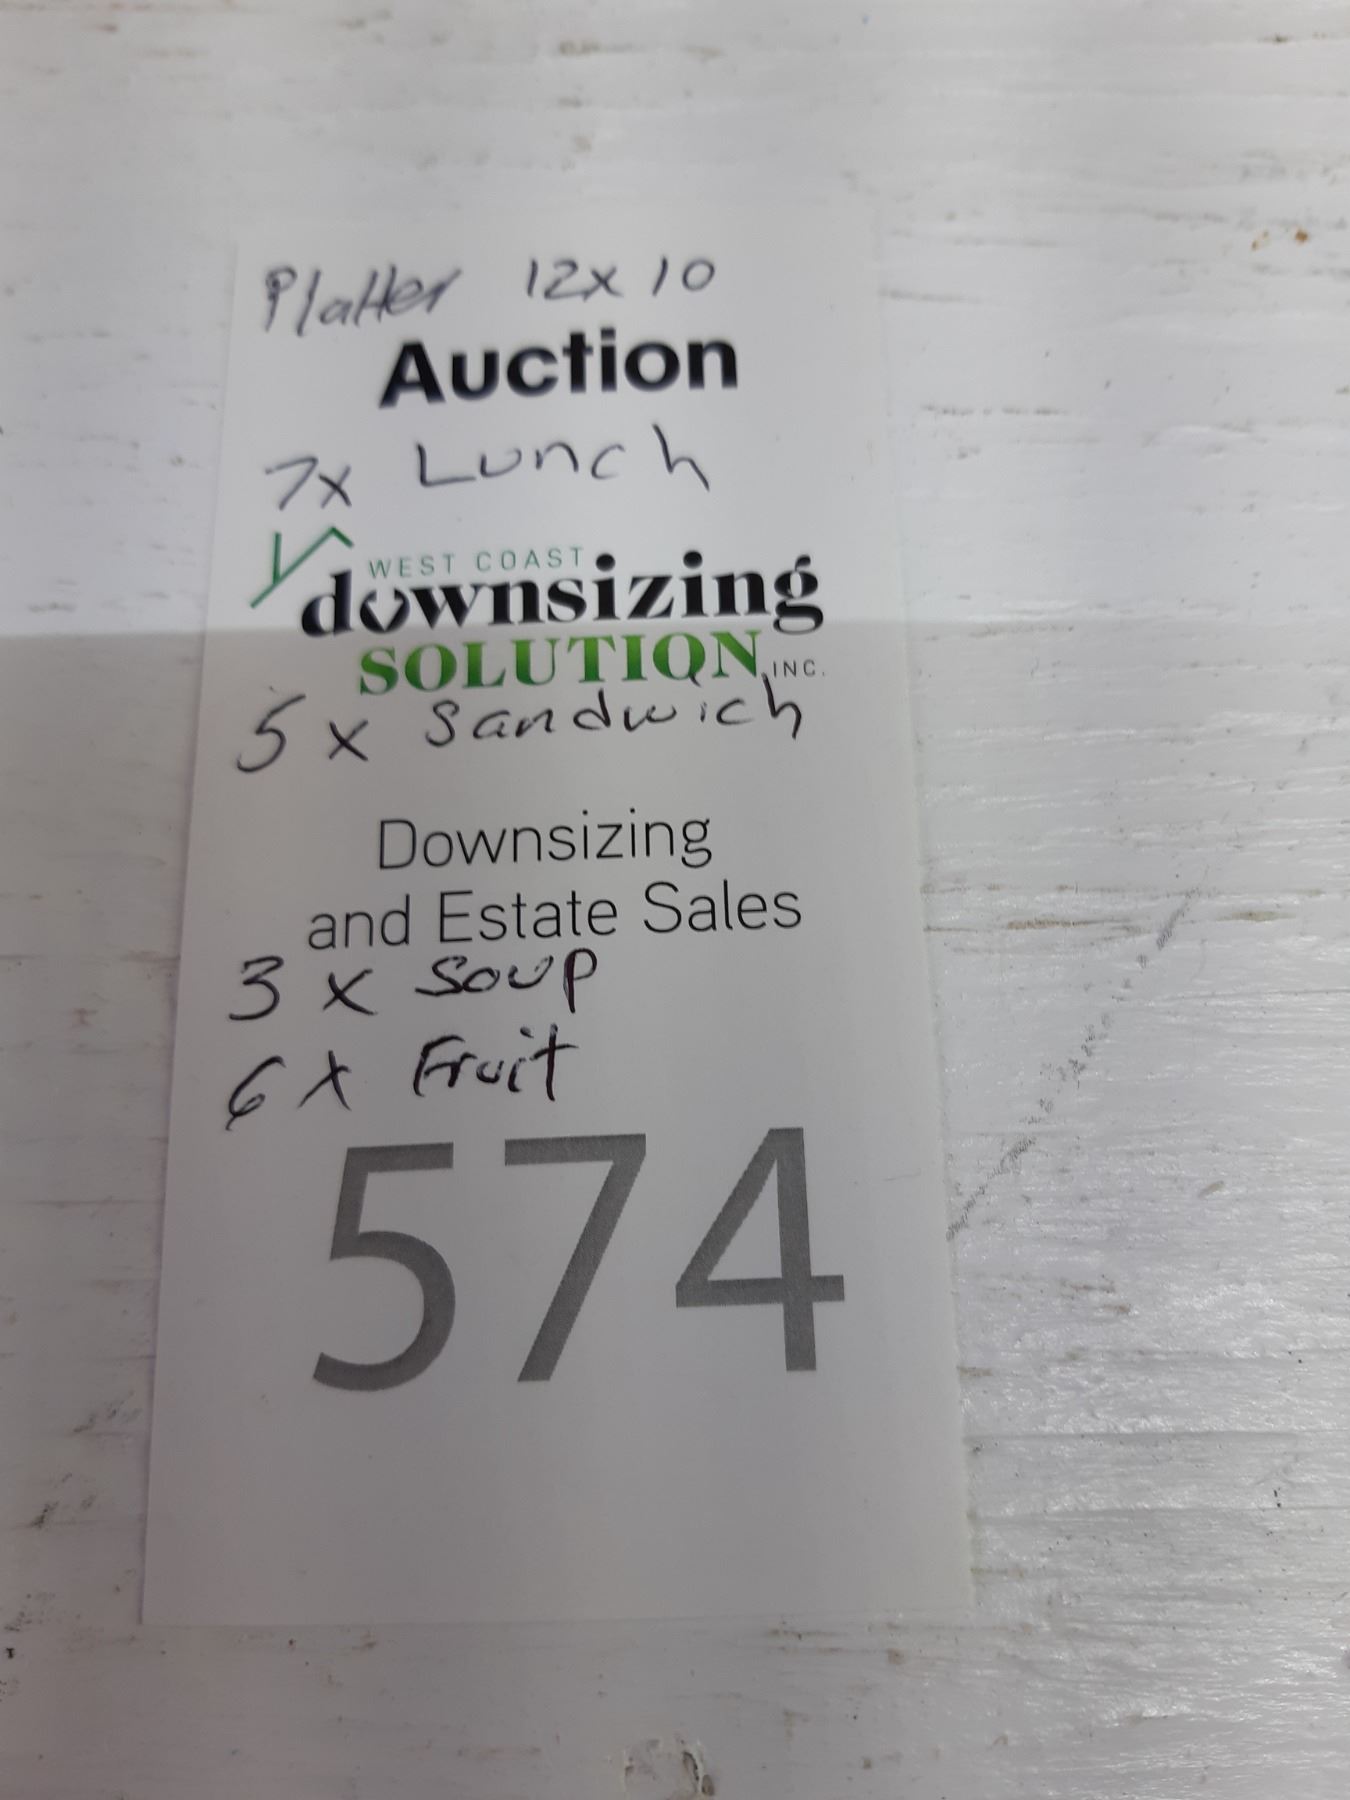 Platter 12x10
Auction
7x Lunch
WEST COAST
downsizing
SOLUTION INC.
5 x Sandwich
Downsizing
and Estate Sales
3 x Soup
6 x Fruit
574